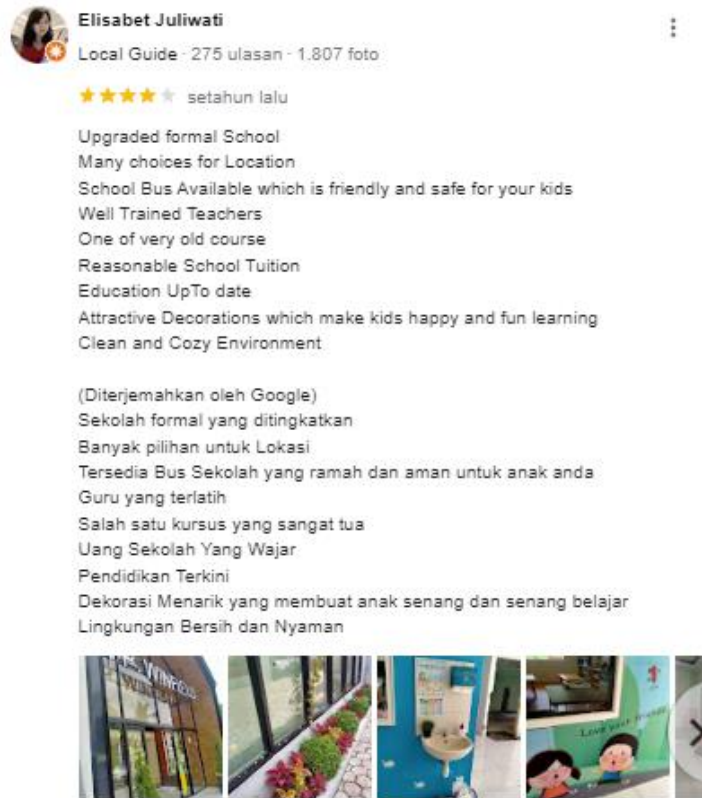 Elisabet Juliwati
Local Guide · 275 ulasan · 1.807 foto
setahun lalu
Upgraded formal School
Many choices for Location
School Bus Available which is friendly and safe for your kids
Well Trained Teachers
One of very old course
Reasonable School Tuition
Education UpTo date
Attractive Decorations which make kids happy and fun learning
Clean and Cozy Environment
(Diterjemahkan oleh Google)
Sekolah formal yang ditingkatkan
Banyak pilihan untuk Lokasi
Tersedia Bus Sekolah yang ramah dan aman untuk anak anda
Guru yang terlatih
Salah satu kursus yang sangat tua
Uang Sekolah Yang Wajar
Pendidikan Terkini
Dekorasi Menarik yang membuat anak senang dan senang belajar
Lingkungan Bersih dan Nyaman
Love your friends